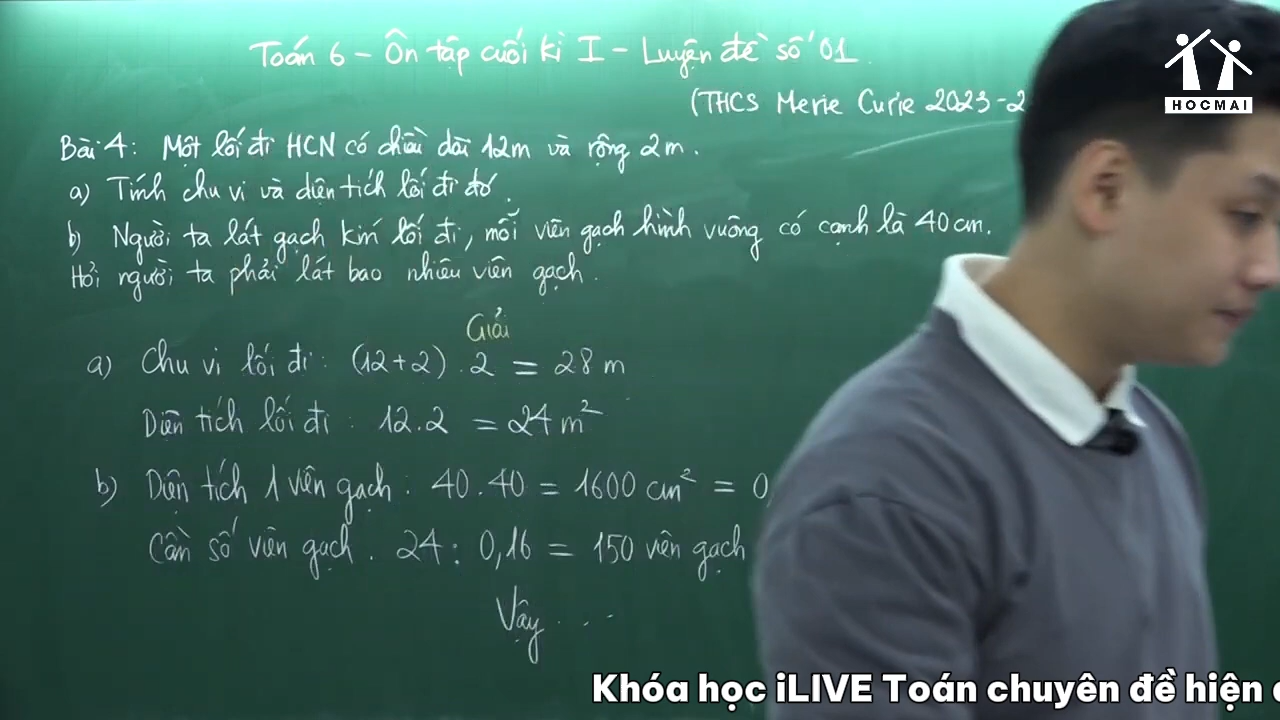 Toán 6 - Ôn tập cuối kì I - Luyện đề số 01
(THCS Merie Curie 2023-2
HOCMAI
Bài 4: Một lối đi HCN có chiều dài 12m và rộng 2m.
a) Tính chu vi và diện tích lối đi đó.
b) Người ta lát gạch kín lối đi, mỗi viên gạch hình vuông có cạnh là 40cm.
Hỏi người ta phải lát bao nhiêu viên gạch.
Giải
a) Chu vi lối đi: (12+2).2 = 28 m
Diện tích lối đi: 12.2 = 24 m²
b) Diện tích 1 viên gạch: 40.40 = 1600 cm² = 0,
Cần số viên gạch. 24: 0,16 = 150 viên gạch
Vậy ...
Khóa học iLIVE Toán chuyên đề hiện